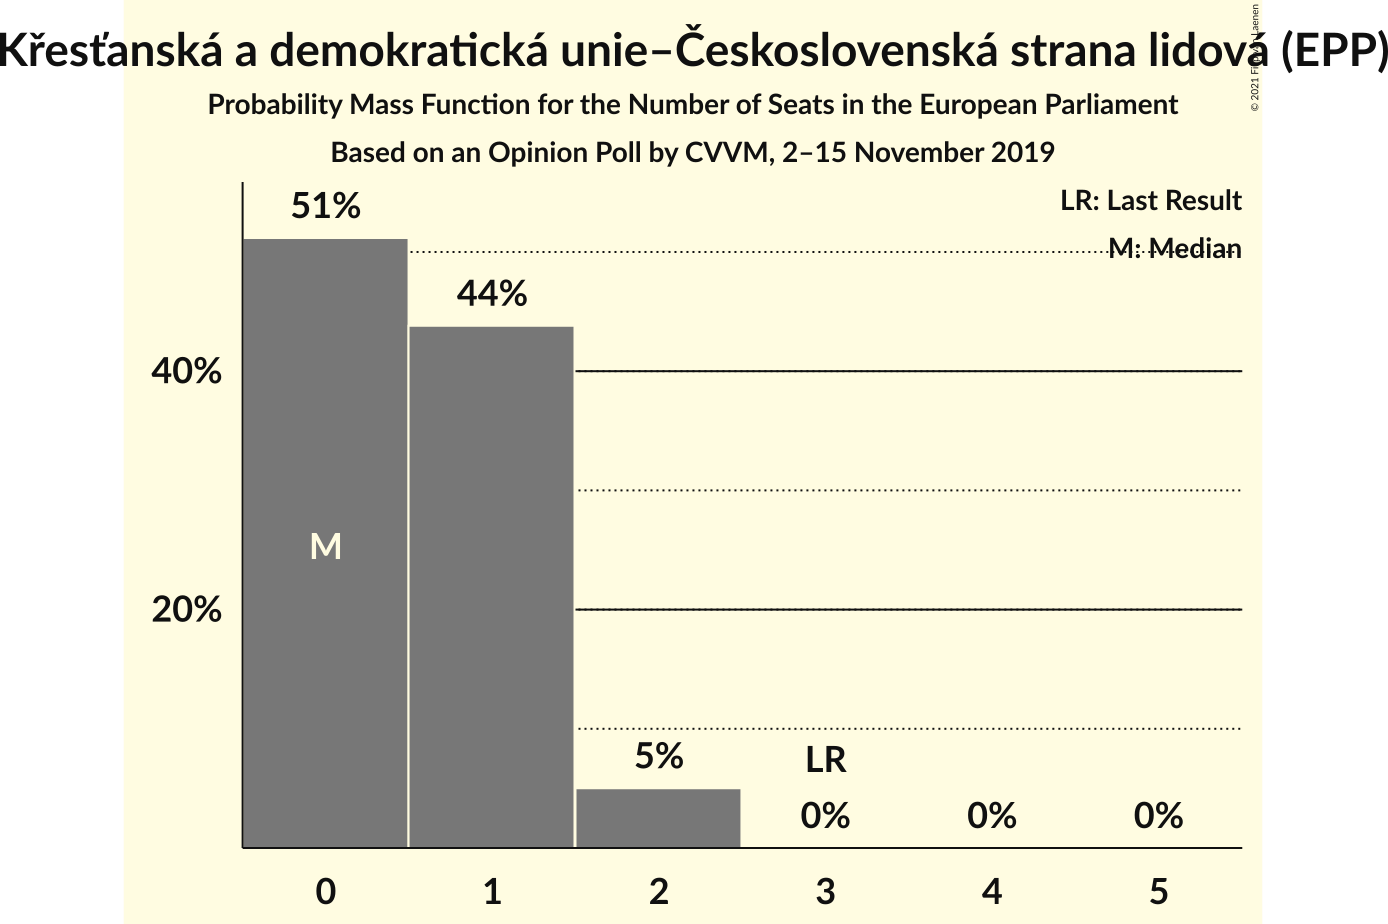 Křesťanská a demokratická unie–Československá strana lidová (EPP)
Probability Mass Function for the Number of Seats in the European Parliament
Based on an Opinion Poll by CVVM, 2–15 November 2019
LR: Last Result
M: Median
51%
44%
40%
M
20%
5%
LR
0%
0%
0%
0
1
2
3
4
5
© 2021 Laenen